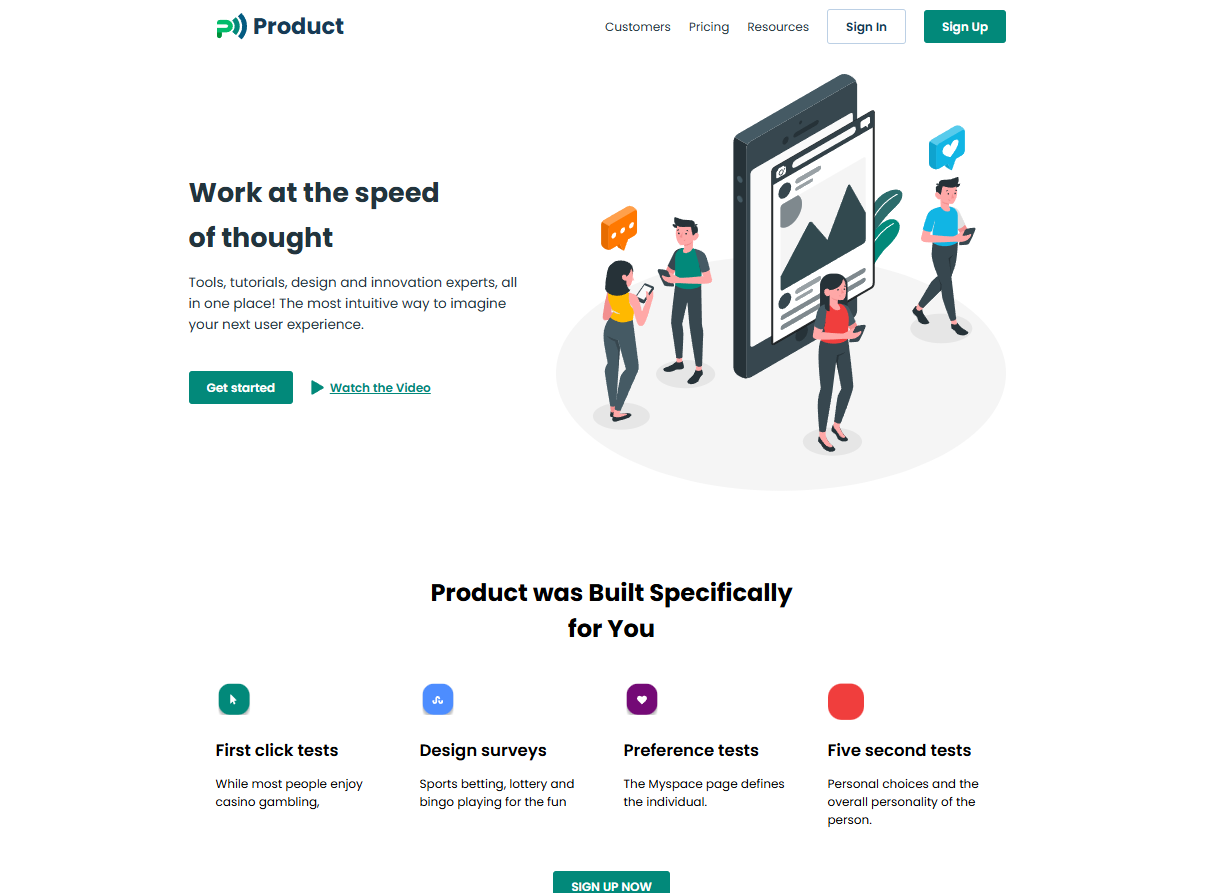 Product
Customers Pricing Resources Sign In Sign Up
Work at the speed
of thought
Tools, tutorials, design and innovation experts, all
in one place! The most intuitive way to imagine
your next user experience.
Get started Watch the Video
Product was Built Specifically
for You
First click tests
While most people enjoy
casino gambling,
Design surveys
Sports betting, lottery and
bingo playing for the fun
Preference tests
The Myspace page defines
the individual.
Five second tests
Personal choices and the
overall personality of the
person.
SIGN UP NOW